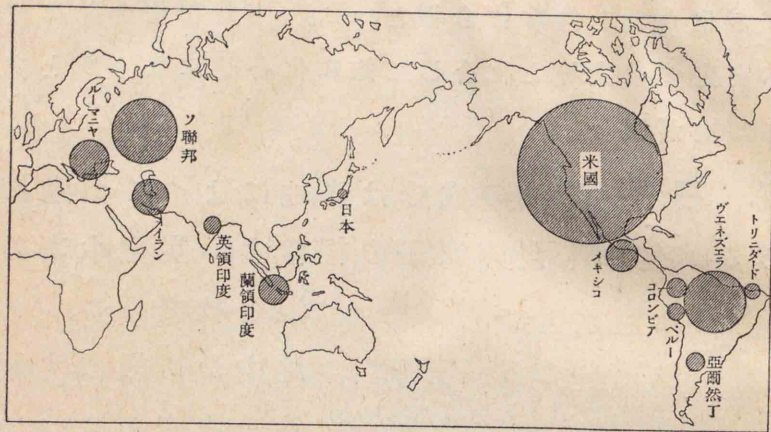 ルーマニヤ
ソ聯邦
イラン
英領印度
蘭領印度
日本
米國
メキシコ
コロンビア
ペルー
ヴエネズエラ
トリニダード
亞爾然丁